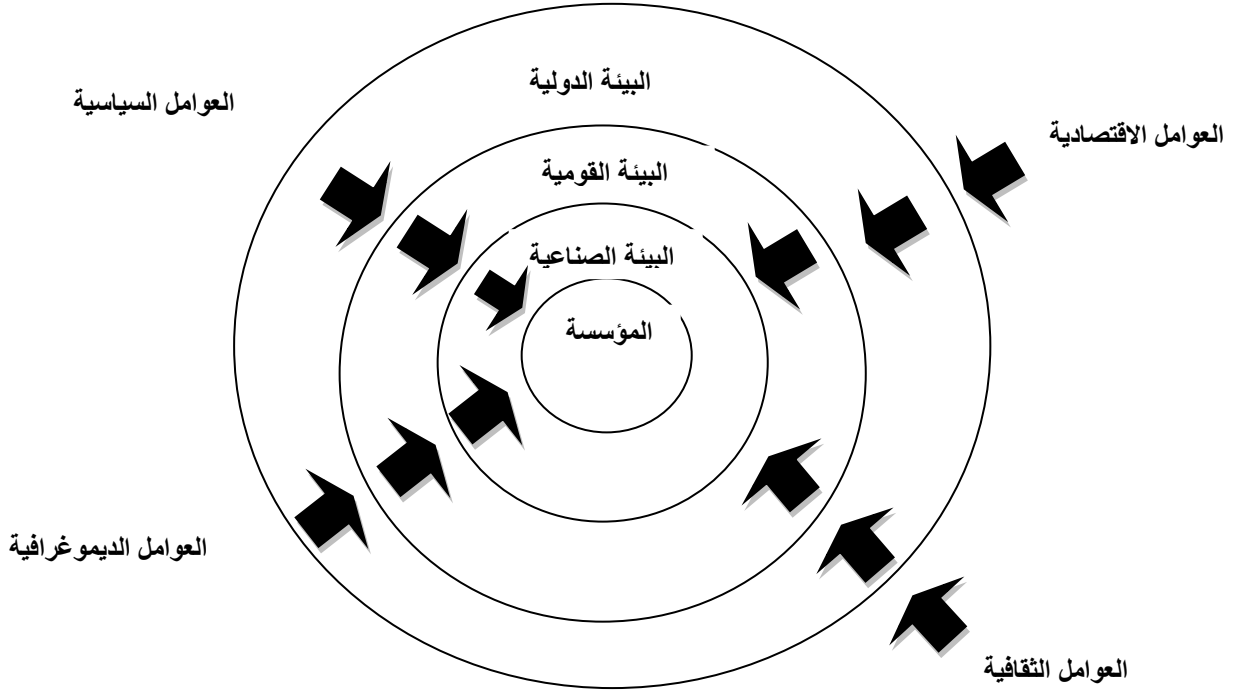 البيئة الدولية
العوامل السياسية
العوامل الاقتصادية
البيئة القومية
البيئة الصناعية
المؤسسة
العوامل الديموغرافية
العوامل الثقافية